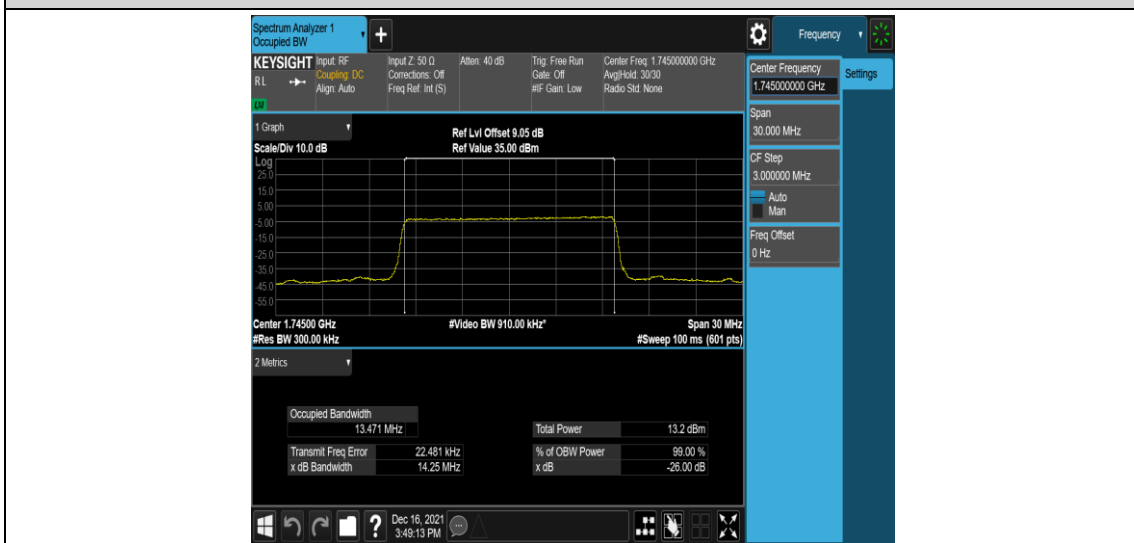 Spectrum Analyzer 1
Occupied BW
Frequency
KEYSIGHT
RL
Input: RF
Coupling: DC
Align: Auto
Input Z: 50 Ω
Corrections: Off
Freq Ref: Int (S)
Atten: 40 dB
Trig: Free Run
Gate: Off
#IF Gain: Low
Center Freq: 1.745000000 GHz
Avg|Hold: 30/30
Radio Std: None
1 Graph
Scale/Div 10.0 dB
Ref Lvl Offset 9.05 dB
Ref Value 35.00 dBm
Log
25.0
15.0
5.00
-5.00
-15.0
-25.0
-35.0
-45.0
-55.0
Center 1.74500 GHz
#Res BW 300.00 kHz
#Video BW 910.00 kHz*
Span 30 MHz
#Sweep 100 ms (601 pts)
2 Metrics
Occupied Bandwidth
13.471 MHz
Total Power 13.2 dBm
Transmit Freq Error 22.481 kHz
% of OBW Power 99.00 %
x dB Bandwidth 14.25 MHz
x dB -26.00 dB
Center Frequency
1.745000000 GHz
Settings
Span
30.000 MHz
CF Step
3.000000 MHz
Auto
Man
Freq Offset
0 Hz
?
Dec 16, 2021
3:49:13 PM